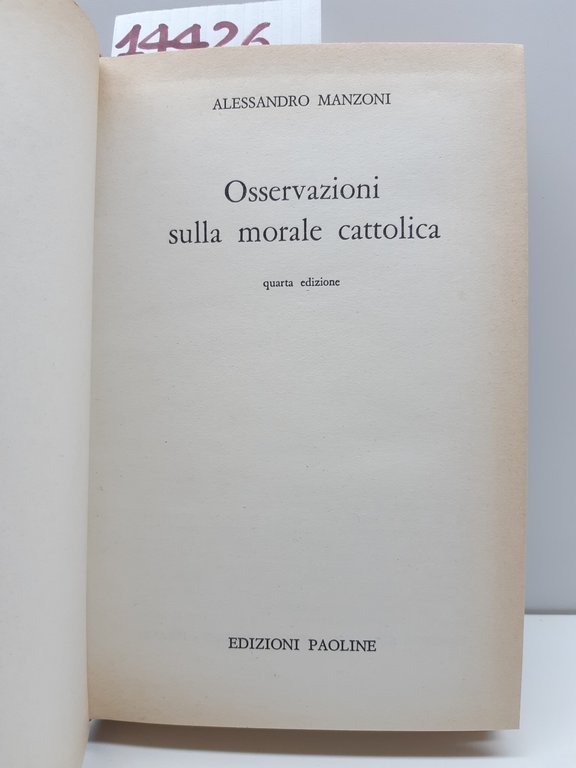 14426
ALESSANDRO MANZONI
Osservazioni
sulla morale cattolica
quarta edizione
EDIZIONI PAOLINE